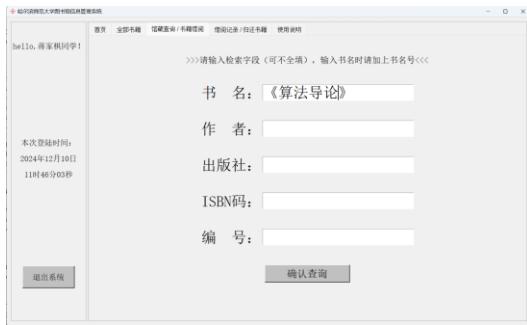 哈尔滨师范大学图书馆信息管理系统
首页 全部书籍 馆藏查询/书籍借阅 借阅记录/归还书籍 使用说明
hello,蒋家棋同学!
>>>请输入检索字段(可不全填),输入书名时请加上书名号<<<
书 名: 《算法导论》
作 者:
出版社:
ISBN码:
编 号:
确认查询
本次登陆时间:
2024年12月10日
11时46分03秒
退出系统